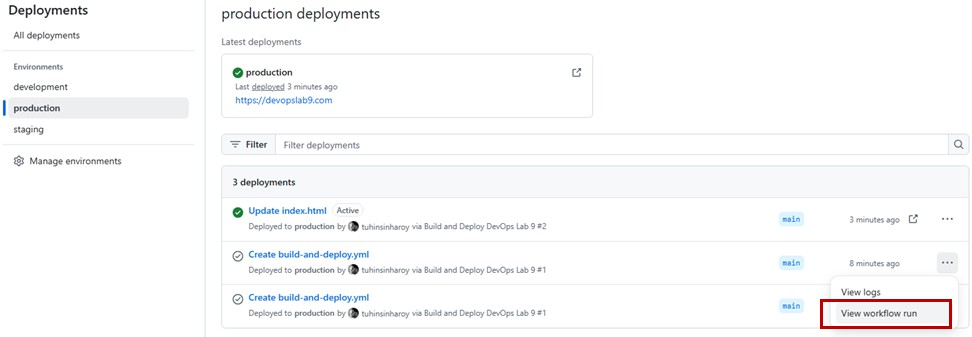 Deployments
All deployments
Environments
development
production
staging
Manage environments
production deployments
Latest deployments
production
Last deployed 3 minutes ago
https://devopslab9.com
Filter
Filter deployments
3 deployments
Update index.html Active
main 3 minutes ago
Deployed to production by tuhinsinharoy via Build and Deploy DevOps Lab 9 #2
Create build-and-deploy.yml
main 8 minutes ago
Deployed to production by tuhinsinharoy via Build and Deploy DevOps Lab 9 #1
View logs
Create build-and-deploy.yml
main
Deployed to production by tuhinsinharoy via Build and Deploy DevOps Lab 9 #1
View workflow run